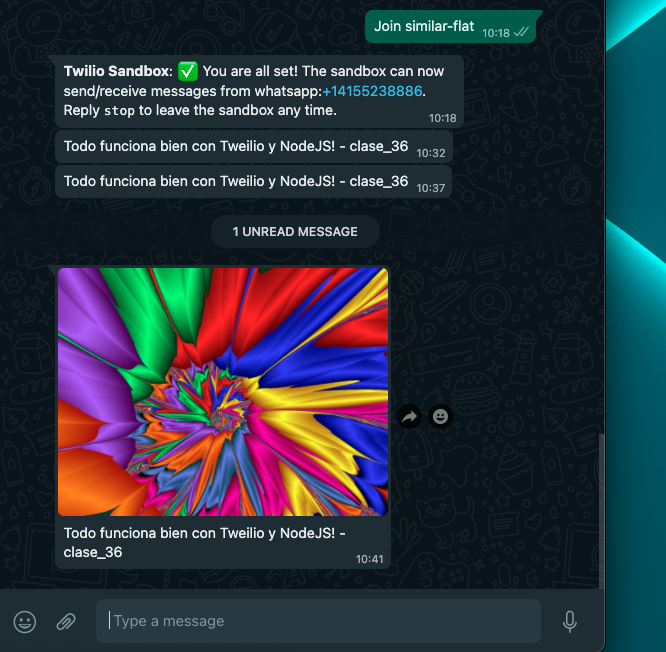 Join similar-flat 10:18
Twilio Sandbox: ✅ You are all set! The sandbox can now
send/receive messages from whatsapp:+14155238886.
Reply stop to leave the sandbox any time.
10:18
Todo funciona bien con Tweilio y NodeJS! - clase_36 10:32
Todo funciona bien con Tweilio y NodeJS! - clase_36 10:37
1 UNREAD MESSAGE
Todo funciona bien con Tweilio y NodeJS! -
clase_36
10:41
Type a message